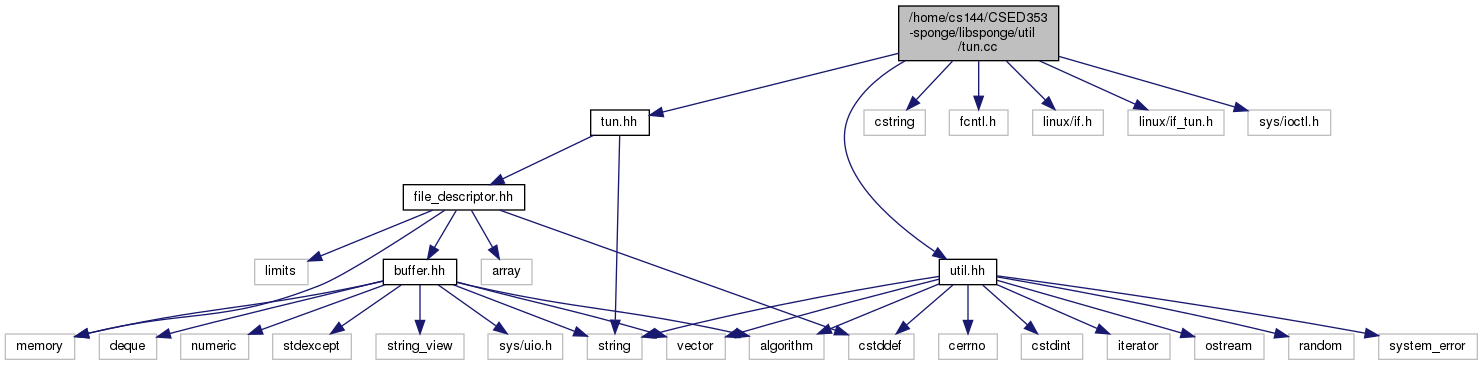 /home/cs144/CSED353
-sponge/libsponge/util
/tun.cc
tun.hh
cstring
fcntl.h
linux/if.h
linux/if_tun.h
sys/ioctl.h
file_descriptor.hh
limits
buffer.hh
array
util.hh
memory
deque
numeric
stdexcept
string_view
sys/uio.h
string
vector
algorithm
cstddef
cerrno
cstdint
iterator
ostream
random
system_error